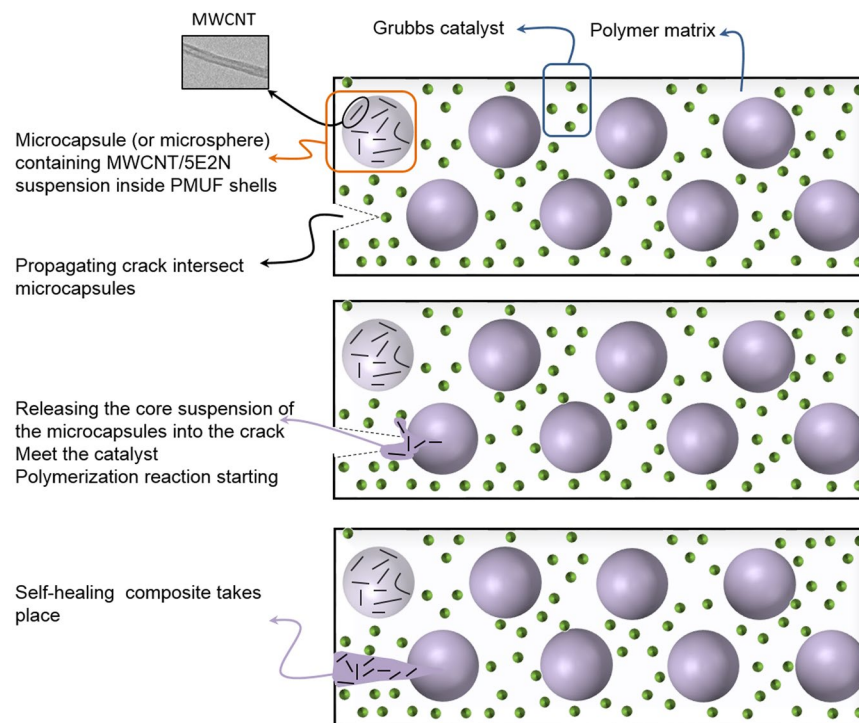 MWCNT
Grubbs catalyst
Polymer matrix
Microcapsule (or microsphere)
containing MWCNT/5E2N
suspension inside PMUF shells
Propagating crack intersect
microcapsules
Releasing the core suspension of
the microcapsules into the crack
Meet the catalyst
Polymerization reaction starting
Self-healing composite takes
place